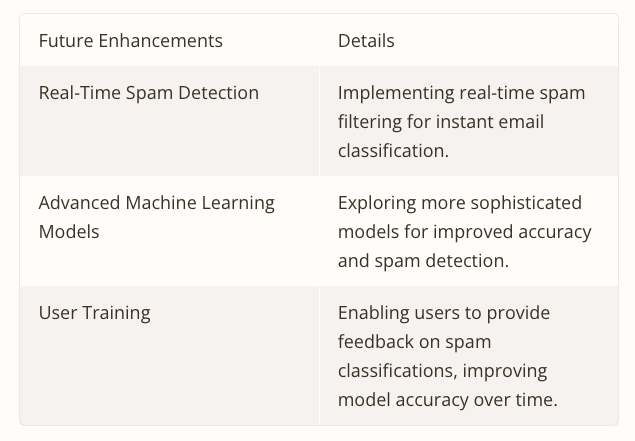 Future Enhancements
Details
Real-Time Spam Detection
Implementing real-time spam
filtering for instant email
classification.
Advanced Machine Learning
Models
Exploring more sophisticated
models for improved accuracy
and spam detection.
User Training
Enabling users to provide
feedback on spam
classifications, improving
model accuracy over time.